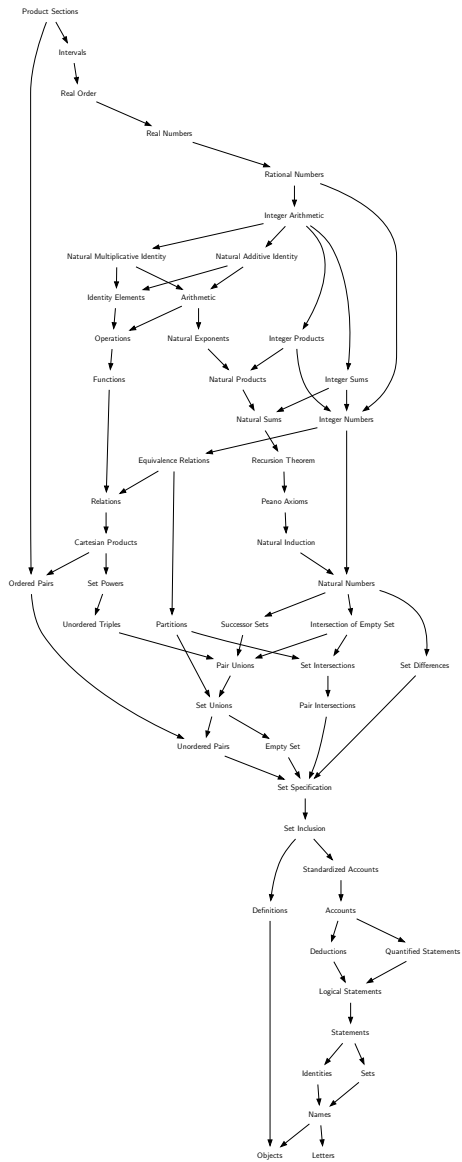 Product Sections
Intervals
Real Order
Real Numbers
Rational Numbers
Integer Arithmetic
Natural Multiplicative Identity
Natural Additive Identity
Identity Elements
Arithmetic
Operations
Natural Exponents
Integer Products
Functions
Natural Products
Integer Sums
Natural Sums
Integer Numbers
Equivalence Relations
Recursion Theorem
Relations
Peano Axioms
Cartesian Products
Natural Induction
Ordered Pairs
Set Powers
Natural Numbers
Unordered Triples
Partitions
Successor Sets
Intersection of Empty Set
Pair Unions
Set Intersections
Set Differences
Set Unions
Pair Intersections
Unordered Pairs
Empty Set
Set Specification
Set Inclusion
Standardized Accounts
Definitions
Accounts
Deductions
Quantified Statements
Logical Statements
Statements
Identities
Sets
Names
Objects
Letters